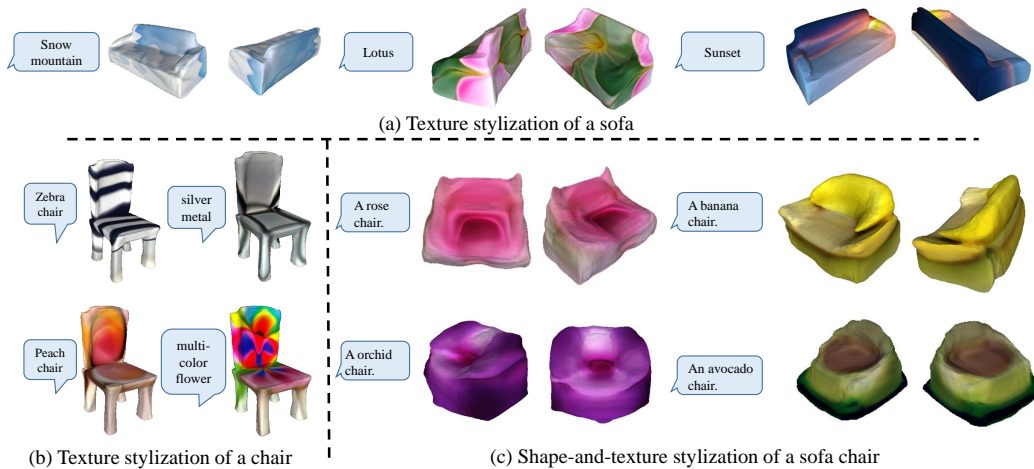 Snow
mountain
Lotus
Sunset
(a) Texture stylization of a sofa
Zebra
chair
silver
metal
Peach
chair
multi-
color
flower
(b) Texture stylization of a chair
A rose
chair.
A banana
chair.
A orchid
chair.
An avocado
chair.
(c) Shape-and-texture stylization of a sofa chair